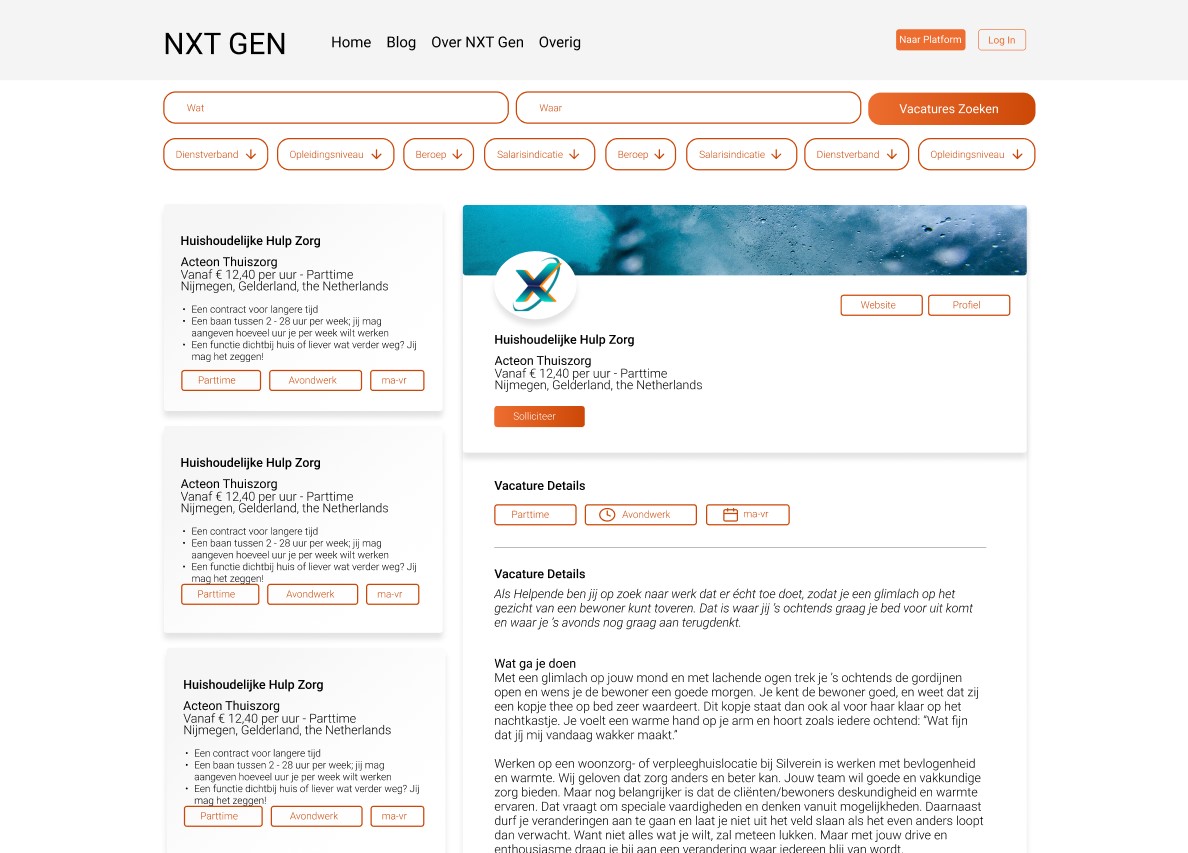 NXT GEN
Home Blog Over NXT Gen Overig
Naar Platform Log In
Wat Waar Vacatures Zoeken
Dienstverband Opleidingsniveau Beroep Salarisindicatie Beroep Salarisindicatie Dienstverband Opleidingsniveau
Huishoudelijke Hulp Zorg
Acteon Thuiszorg
Vanaf € 12,40 per uur - Parttime
Nijmegen, Gelderland, the Netherlands
• Een contract voor langere tijd
• Een baan tussen 2 - 28 uur per week; jij mag
aangeven hoeveel uur je per week wilt werken
• Een functie dichtbij huis of liever wat verder weg? Jij
mag het zeggen!
Parttime Avondwerk ma-vr
Huishoudelijke Hulp Zorg
Acteon Thuiszorg
Vanaf € 12,40 per uur - Parttime
Nijmegen, Gelderland, the Netherlands
• Een contract voor langere tijd
• Een baan tussen 2 - 28 uur per week; jij mag
aangeven hoeveel uur je per week wilt werken
• Een functie dichtbij huis of liever wat verder weg? Jij
mag het zeggen!
Parttime Avondwerk ma-vr
Huishoudelijke Hulp Zorg
Acteon Thuiszorg
Vanaf € 12,40 per uur - Parttime
Nijmegen, Gelderland, the Netherlands
• Een contract voor langere tijd
• Een baan tussen 2 - 28 uur per week; jij mag
aangeven hoeveel uur je per week wilt werken
• Een functie dichtbij huis of liever wat verder weg? Jij
mag het zeggen!
Parttime Avondwerk ma-vr
Website Profiel
Huishoudelijke Hulp Zorg
Acteon Thuiszorg
Vanaf € 12,40 per uur - Parttime
Nijmegen, Gelderland, the Netherlands
Solliciteer
Vacature Details
Parttime Avondwerk ma-vr
Vacature Details
Als Helpende ben jij op zoek naar werk dat er écht toe doet, zodat je een glimlach op het
gezicht van een bewoner kunt toveren. Dat is waar jij 's ochtends graag je bed voor uit komt
en waar je 's avonds nog graag aan terugdenkt.
Wat ga je doen
Met een glimlach op jouw mond en met lachende ogen trek je 's ochtends de gordijnen
open en wens je de bewoner een goede morgen. Je kent de bewoner goed, en weet dat zij
een kopje thee op bed zeer waardeert. Dit kopje staat dan ook al voor haar klaar op het
nachtkastje. Je voelt een warme hand op je arm en hoort zoals iedere ochtend: “Wat fijn
dat jíj mij vandaag wakker maakt.”
Werken op een woonzorg- of verpleeghuislocatie bij Silverein is werken met bevlogenheid
en warmte. Wij geloven dat zorg anders en beter kan. Jouw team wil goede en vakkundige
zorg bieden. Maar nog belangrijker is dat de cliënten/bewoners deskundigheid en warmte
ervaren. Dat vraagt om speciale vaardigheden en denken vanuit mogelijkheden. Daarnaast
durf je veranderingen aan te gaan en laat je niet uit het veld slaan als het even anders loopt
dan verwacht. Want niet alles wat je wilt, zal meteen lukken. Maar met jouw drive en
enthousiasme draag je bij aan een verandering waar iedereen blij van wordt.